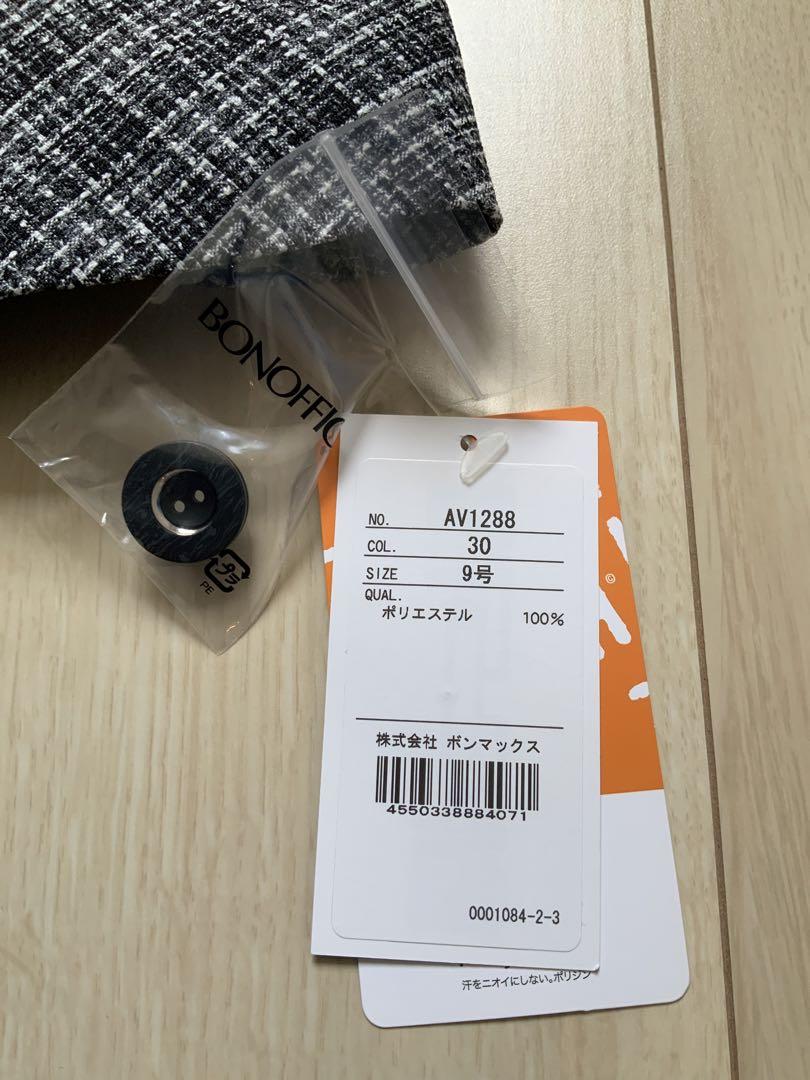 BONOFFIC
プラ
PE
NO. AV1288
COL. 30
SIZE 9号
QUAL.
ポリエステル 100%
株式会社 ボンマックス
4550338884071
0001084-2-3
©
汗をニオイにしない。ポリジン